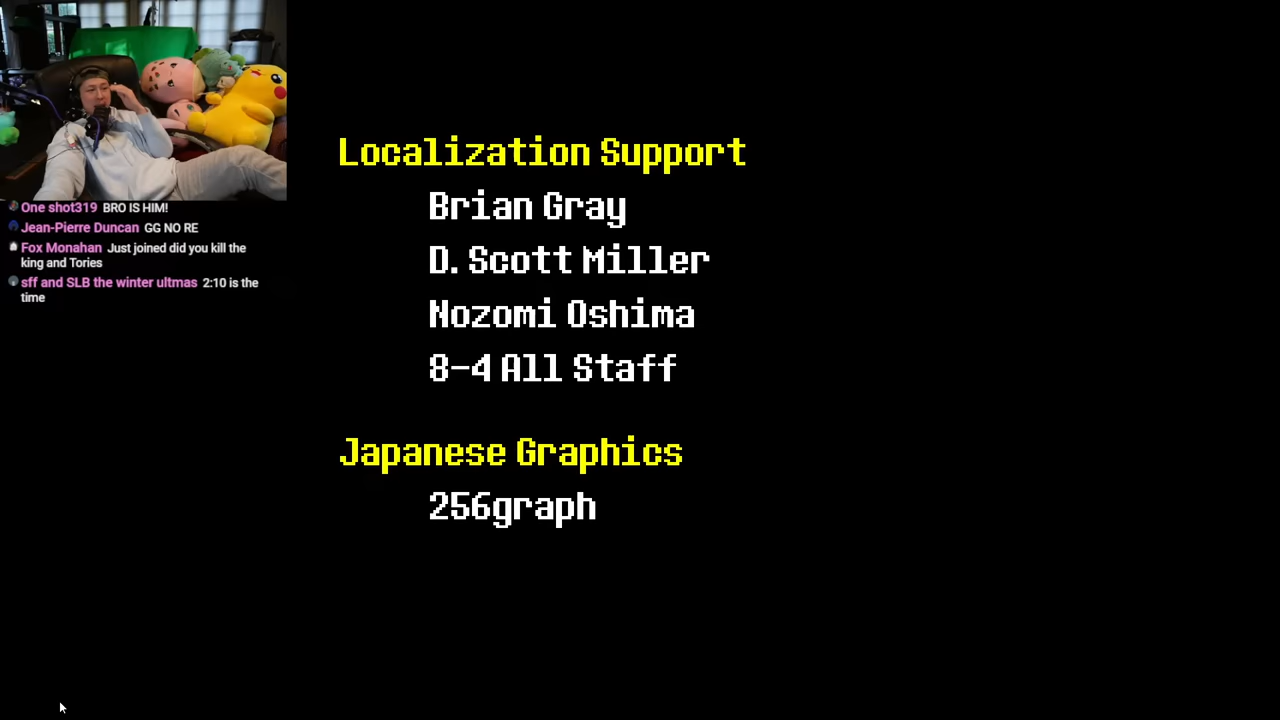 One shot319 BRO IS HIM!
Jean-Pierre Duncan GG NO RE
Fox Monahan Just joined did you kill the
king and Tories
sff and SLB the winter ultmas 2:10 is the
time
Localization Support
Brian Gray
D. Scott Miller
Nozomi Oshima
8-4 All Staff
Japanese Graphics
256graph